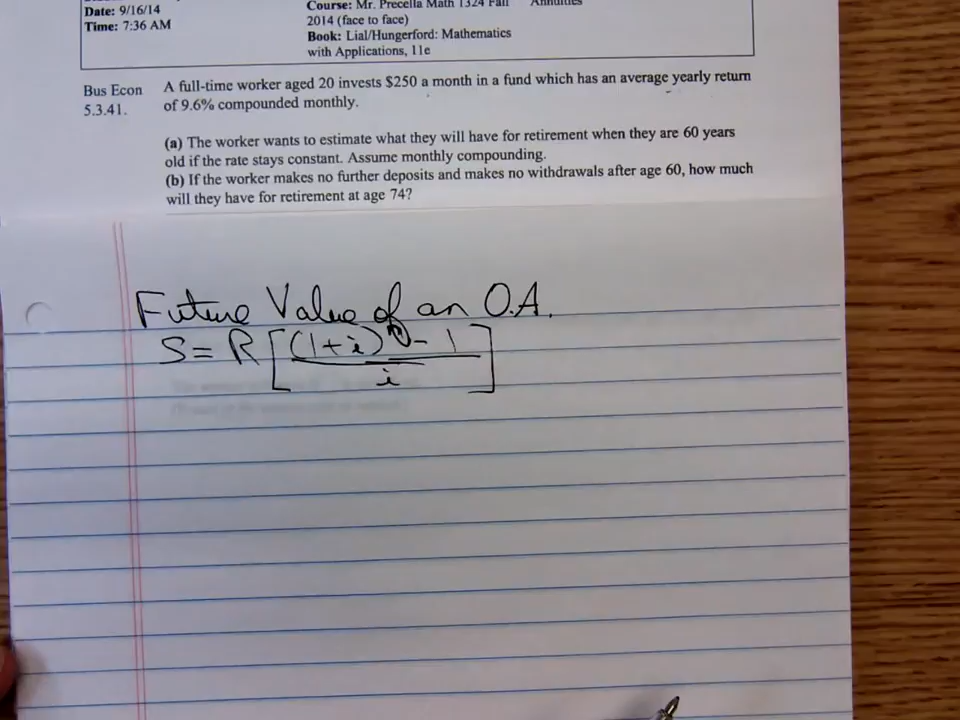 Date: 9/16/14
Time: 7:36 AM
Course: Mr. Precella Math 1324 Fall
2014 (face to face)
Book: Lial/Hungerford: Mathematics
with Applications, 11e
Annuities
Bus Econ
5.3.41.
A full-time worker aged 20 invests $250 a month in a fund which has an average yearly return
of 9.6% compounded monthly.
(a) The worker wants to estimate what they will have for retirement when they are 60 years
old if the rate stays constant. Assume monthly compounding.
(b) If the worker makes no further deposits and makes no withdrawals after age 60, how much
will they have for retirement at age 74?
Future Value of an O.A.
S = R [ (1+i)^n - 1 / i ]